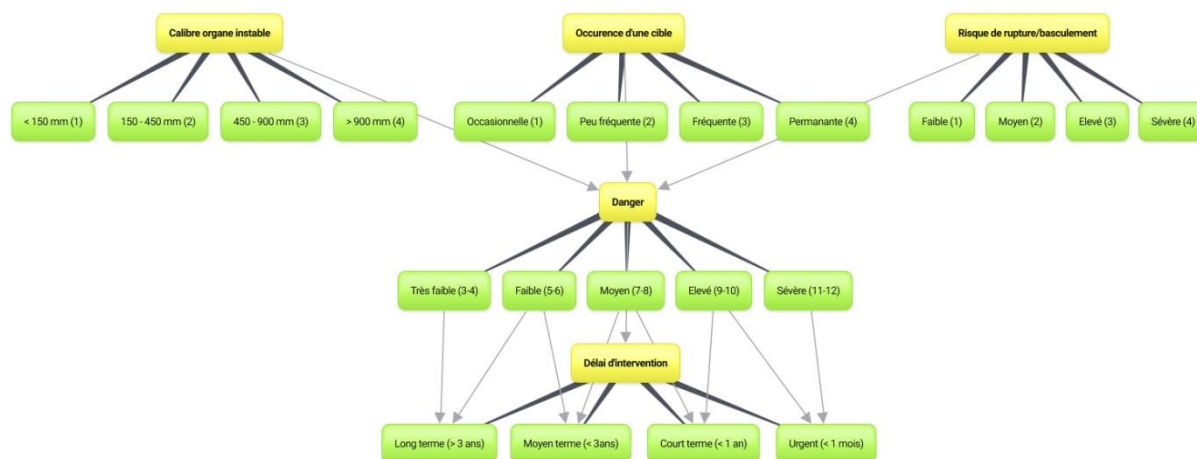 Calibre organe instable
Occurence d'une cible
Risque de rupture/basculement
< 150 mm (1)
150 - 450 mm (2)
450 - 900 mm (3)
> 900 mm (4)
Occasionnelle (1)
Peu fréquente (2)
Fréquente (3)
Permanante (4)
Faible (1)
Moyen (2)
Elevé (3)
Sévère (4)
Danger
Très faible (3-4)
Faible (5-6)
Moyen (7-8)
Elevé (9-10)
Sévère (11-12)
Délai d'intervention
Long terme (> 3 ans)
Moyen terme (< 3ans)
Court terme (< 1 an)
Urgent (< 1 mois)